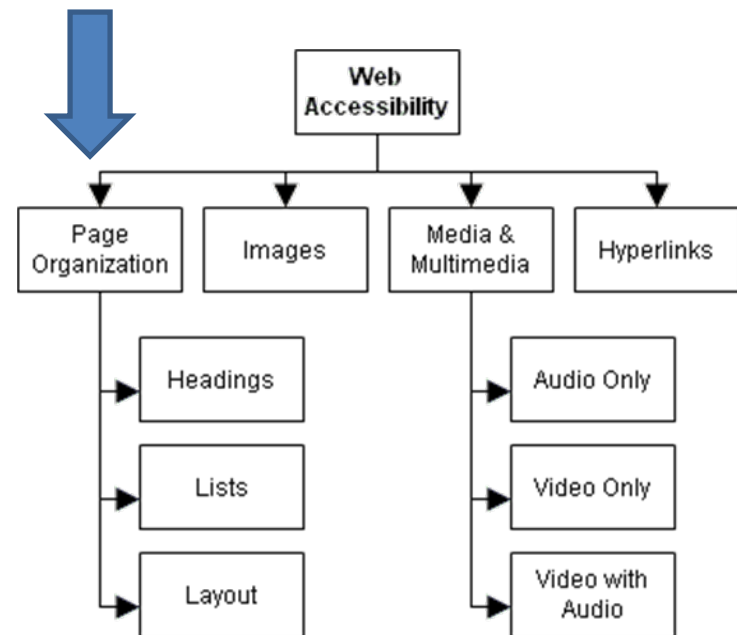 Web
Accessibility
Page
Organization
Images
Media &
Multimedia
Hyperlinks
Headings
Lists
Layout
Audio Only
Video Only
Video with
Audio